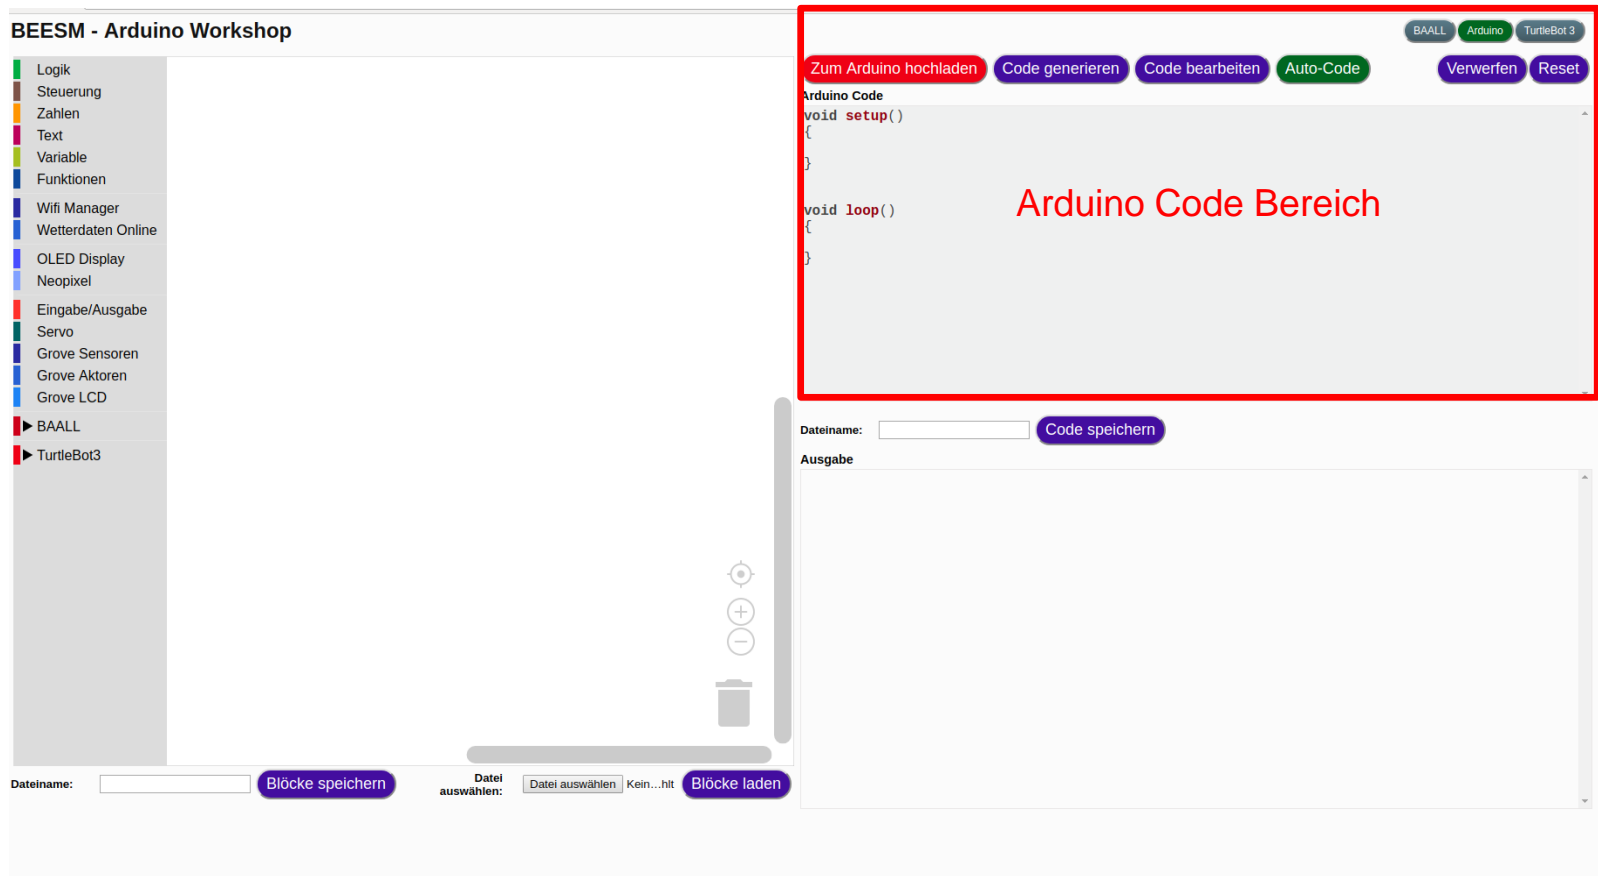 BEESM - Arduino Workshop
BAALL Arduino TurtleBot 3
Logik
Steuerung
Zahlen
Text
Variable
Funktionen
Wifi Manager
Wetterdaten Online
OLED Display
Neopixel
Eingabe/Ausgabe
Servo
Grove Sensoren
Grove Aktoren
Grove LCD
BAALL
TurtleBot3
Zum Arduino hochladen Code generieren Code bearbeiten Auto-Code Verwerfen Reset
Arduino Code
void setup()
{
}
void loop()
{
}
Arduino Code Bereich
Dateiname: Code speichern
Ausgabe
Dateiname: Blöcke speichern
Datei
auswählen:
Datei auswählen Kein…hlt Blöcke laden